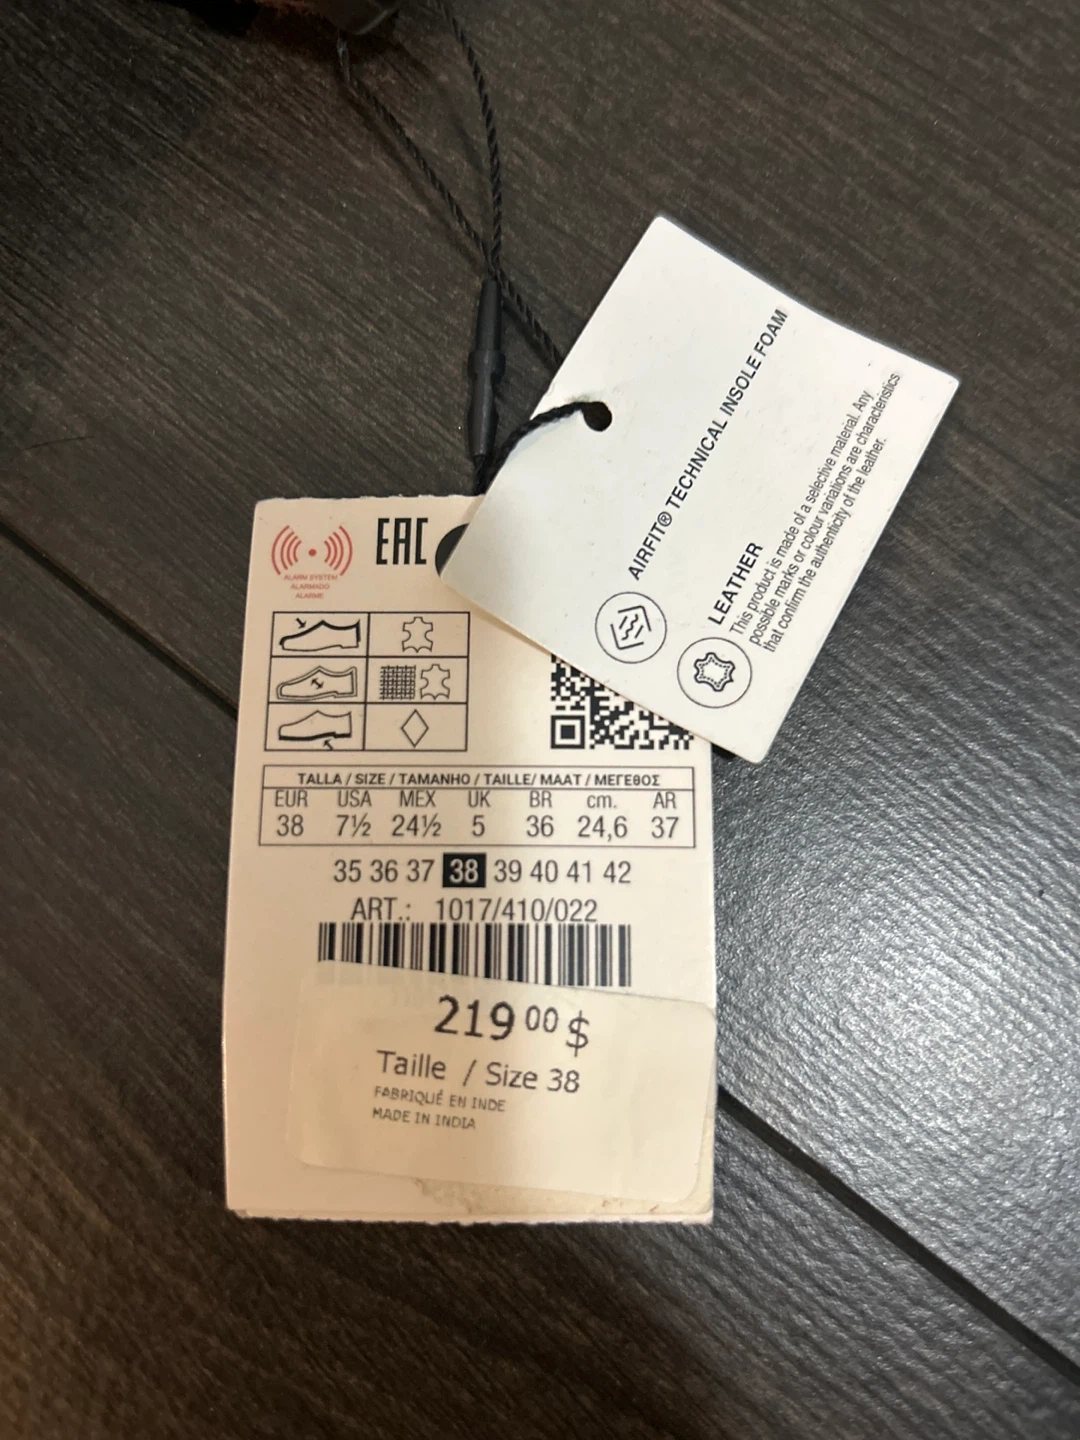 ALARM SYSTEM
ALARMADO
ALARME
EAC
AIRFIT® TECHNICAL INSOLE FOAM
LEATHER
This product is made of a selective material. Any
possible marks or colour variations are characteristics
that confirm the authenticity of the leather.
TALLA / SIZE / TAMANHO / TAILLE/ MAAT / ΜΕΓΕΘΟΣ
EUR USA MEX UK BR cm. AR
38 7½ 24½ 5 36 24,6 37
35 36 37 38 39 40 41 42
ART.: 1017/410/022
219 00 $
Taille / Size 38
FABRIQUÉ EN INDE
MADE IN INDIA